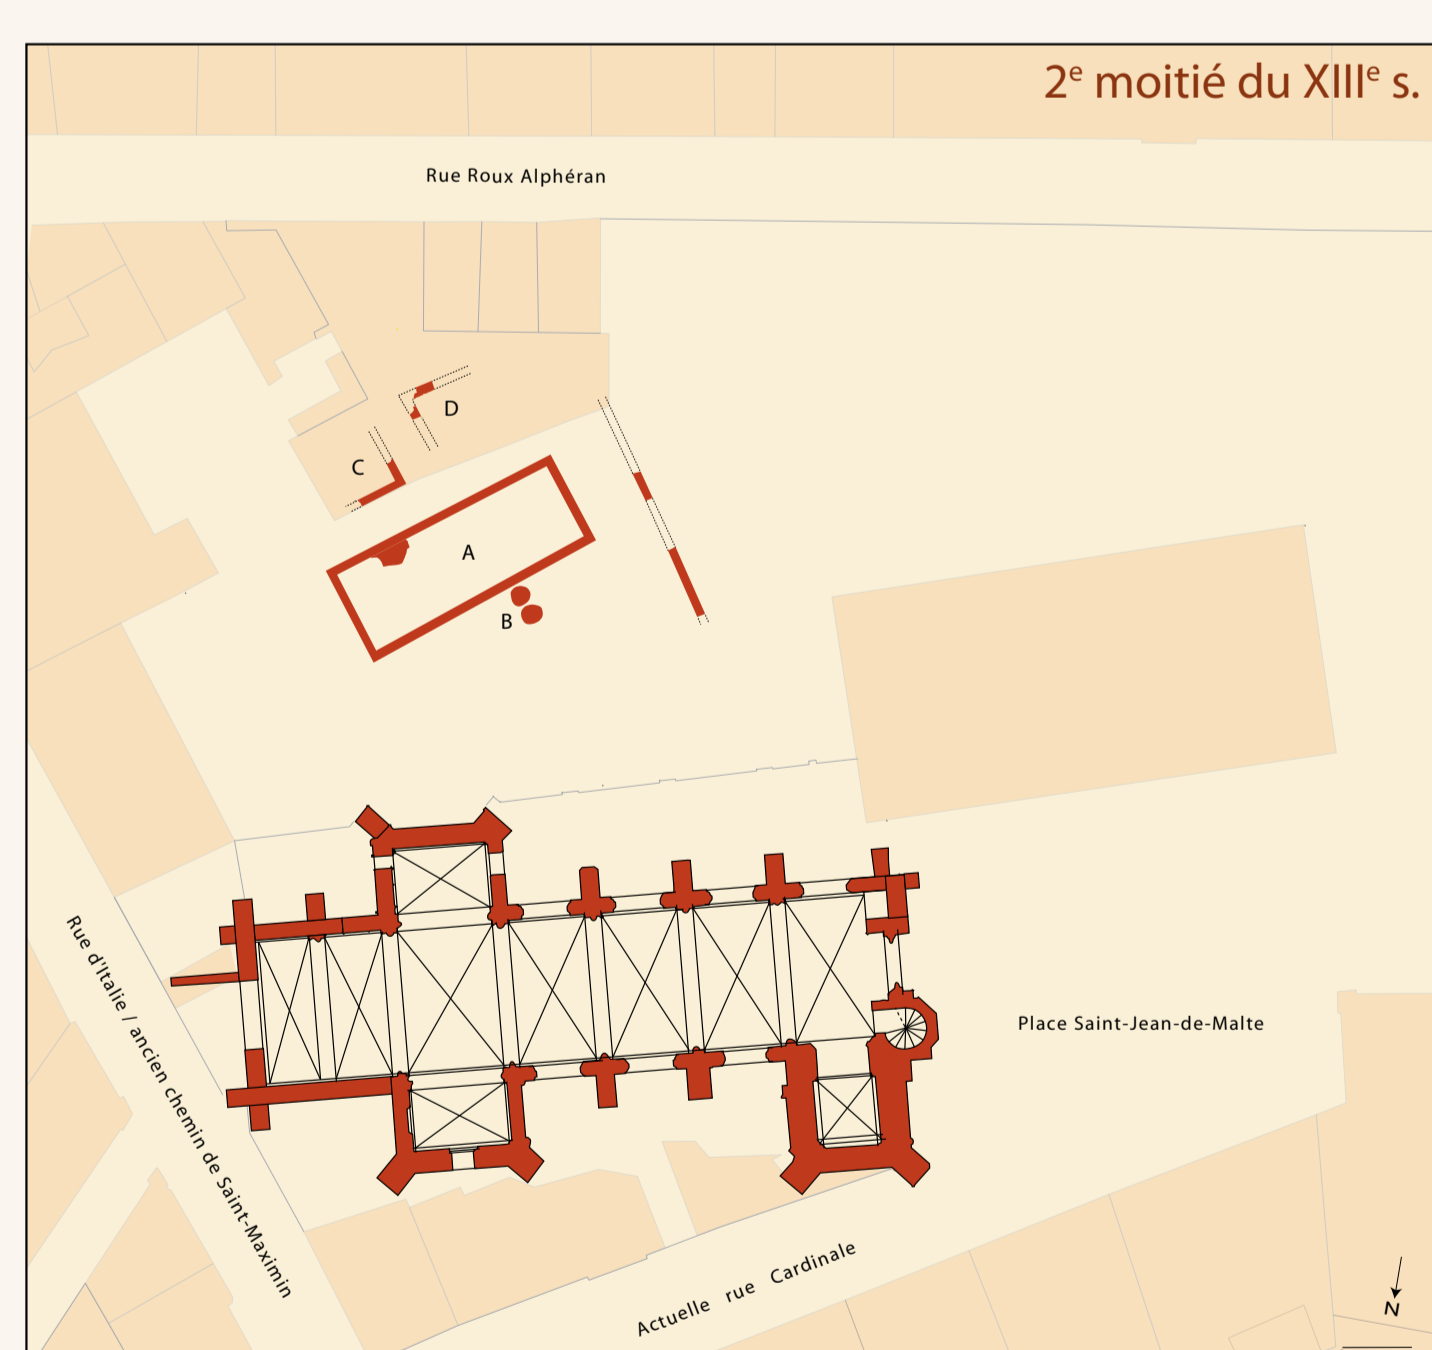 2e moitié du XIIIe s.
Rue Roux Alphéran
D
C
A
B
Rue d'Italie / ancien chemin de Saint-Maximin
Place Saint-Jean-de-Malte
Actuelle rue Cardinale
N